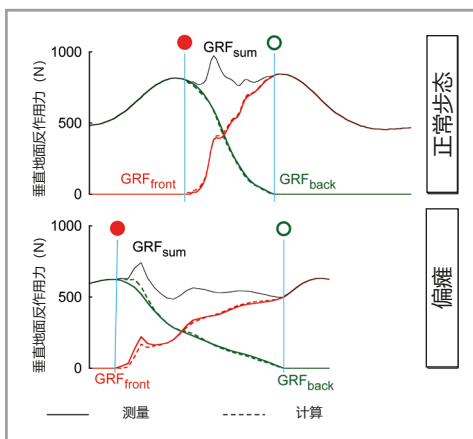 垂直地面反作用力（N）
1000
500
0
GRFsum
GRFfront
GRFback
正常步态
垂直地面反作用力（N）
1000
500
0
GRFsum
GRFfront
GRFback
偏瘫
测量
计算